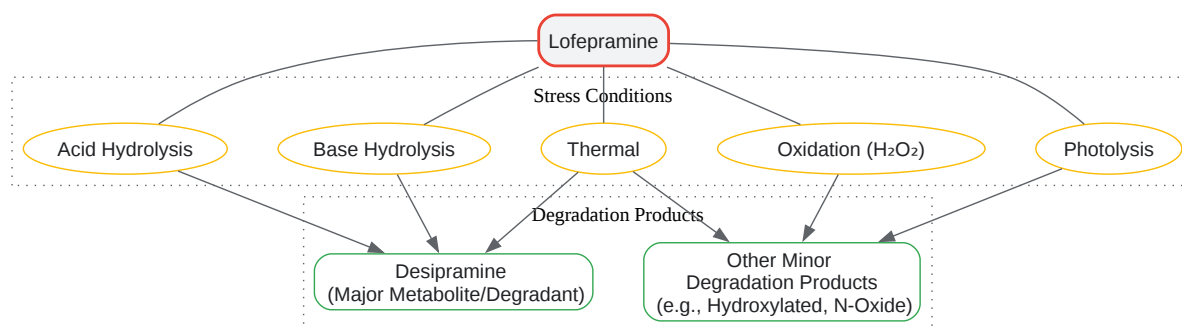 Lofepramine
Stress Conditions
Acid Hydrolysis
Base Hydrolysis
Thermal
Oxidation (H₂O₂)
Photolysis
Degradation Products
Desipramine
(Major Metabolite/Degradant)
Other Minor
Degradation Products
(e.g., Hydroxylated, N-Oxide)